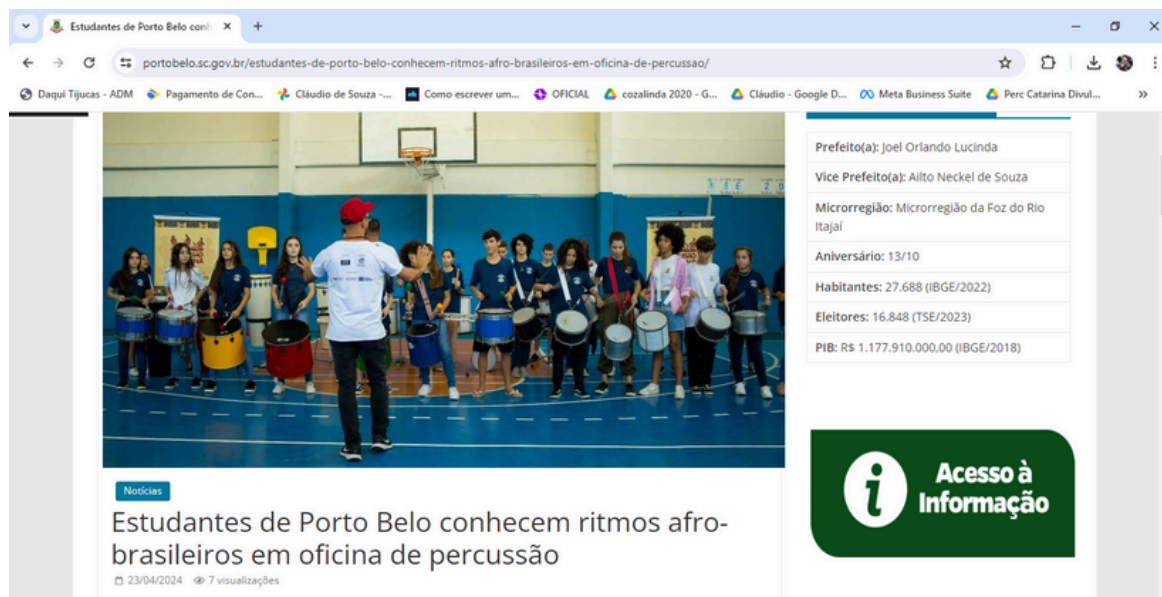 Estudantes de Porto Belo conh
portobelo.sc.gov.br/estudantes-de-porto-belo-conhecem-ritmos-afro-brasileiros-em-oficina-de-percussao/
Daqui Tijucas - ADM
Pagamento de Con...
Cláudio de Souza -...
Como escrever um...
OFICIAL
cozalinda 2020 - G...
Cláudio - Google D...
Meta Business Suite
Perc Catarina Divul...
Prefeito(a): Joel Orlando Lucinda
Vice Prefeito(a): Ailto Neckel de Souza
Microrregião: Microrregião da Foz do Rio
Itajaí
Aniversário: 13/10
Habitantes: 27.688 (IBGE/2022)
Eleitores: 16.848 (TSE/2023)
PIB: R$ 1.177.910.000,00 (IBGE/2018)
Acesso à
Informação
Notícias
Estudantes de Porto Belo conhecem ritmos afro-
brasileiros em oficina de percussão
23/04/2024
7 visualizações